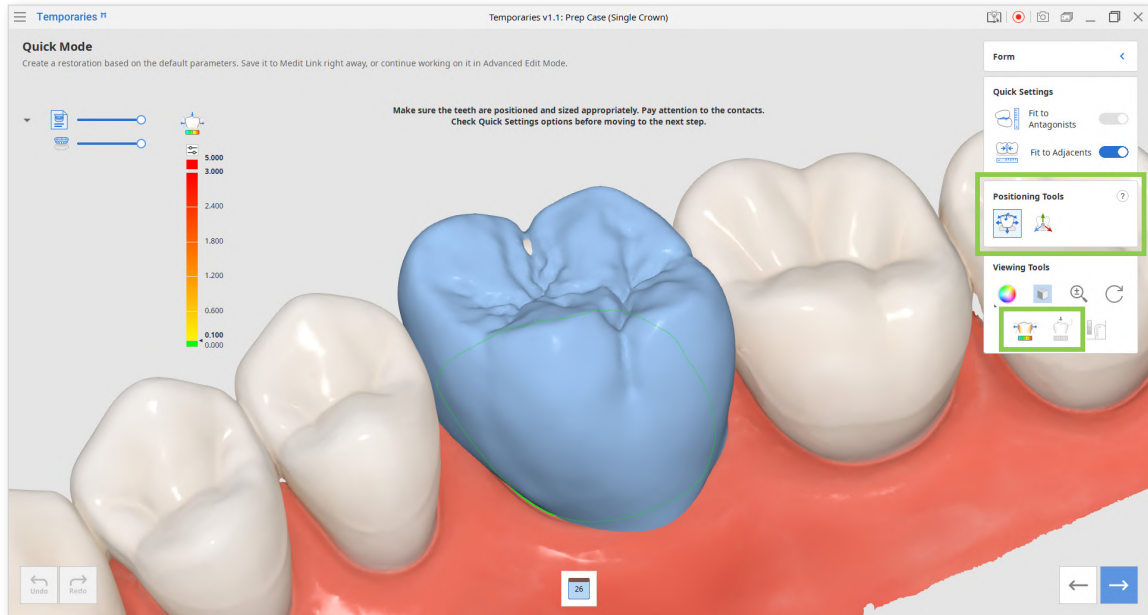 Temporaries
Temporaries v1.1: Prep Case (Single Crown)
Quick Mode
Create a restoration based on the default parameters. Save it to Medit Link right away, or continue working on it in Advanced Edit Mode.
Make sure the teeth are positioned and sized appropriately. Pay attention to the contacts.
Check Quick Settings options before moving to the next step.
5.000
3.000
2.400
1.800
1.200
0.600
0.100
0.000
Form
Quick Settings
Fit to
Antagonists
Fit to Adjacents
Positioning Tools
?
Viewing Tools
Undo
Redo
26